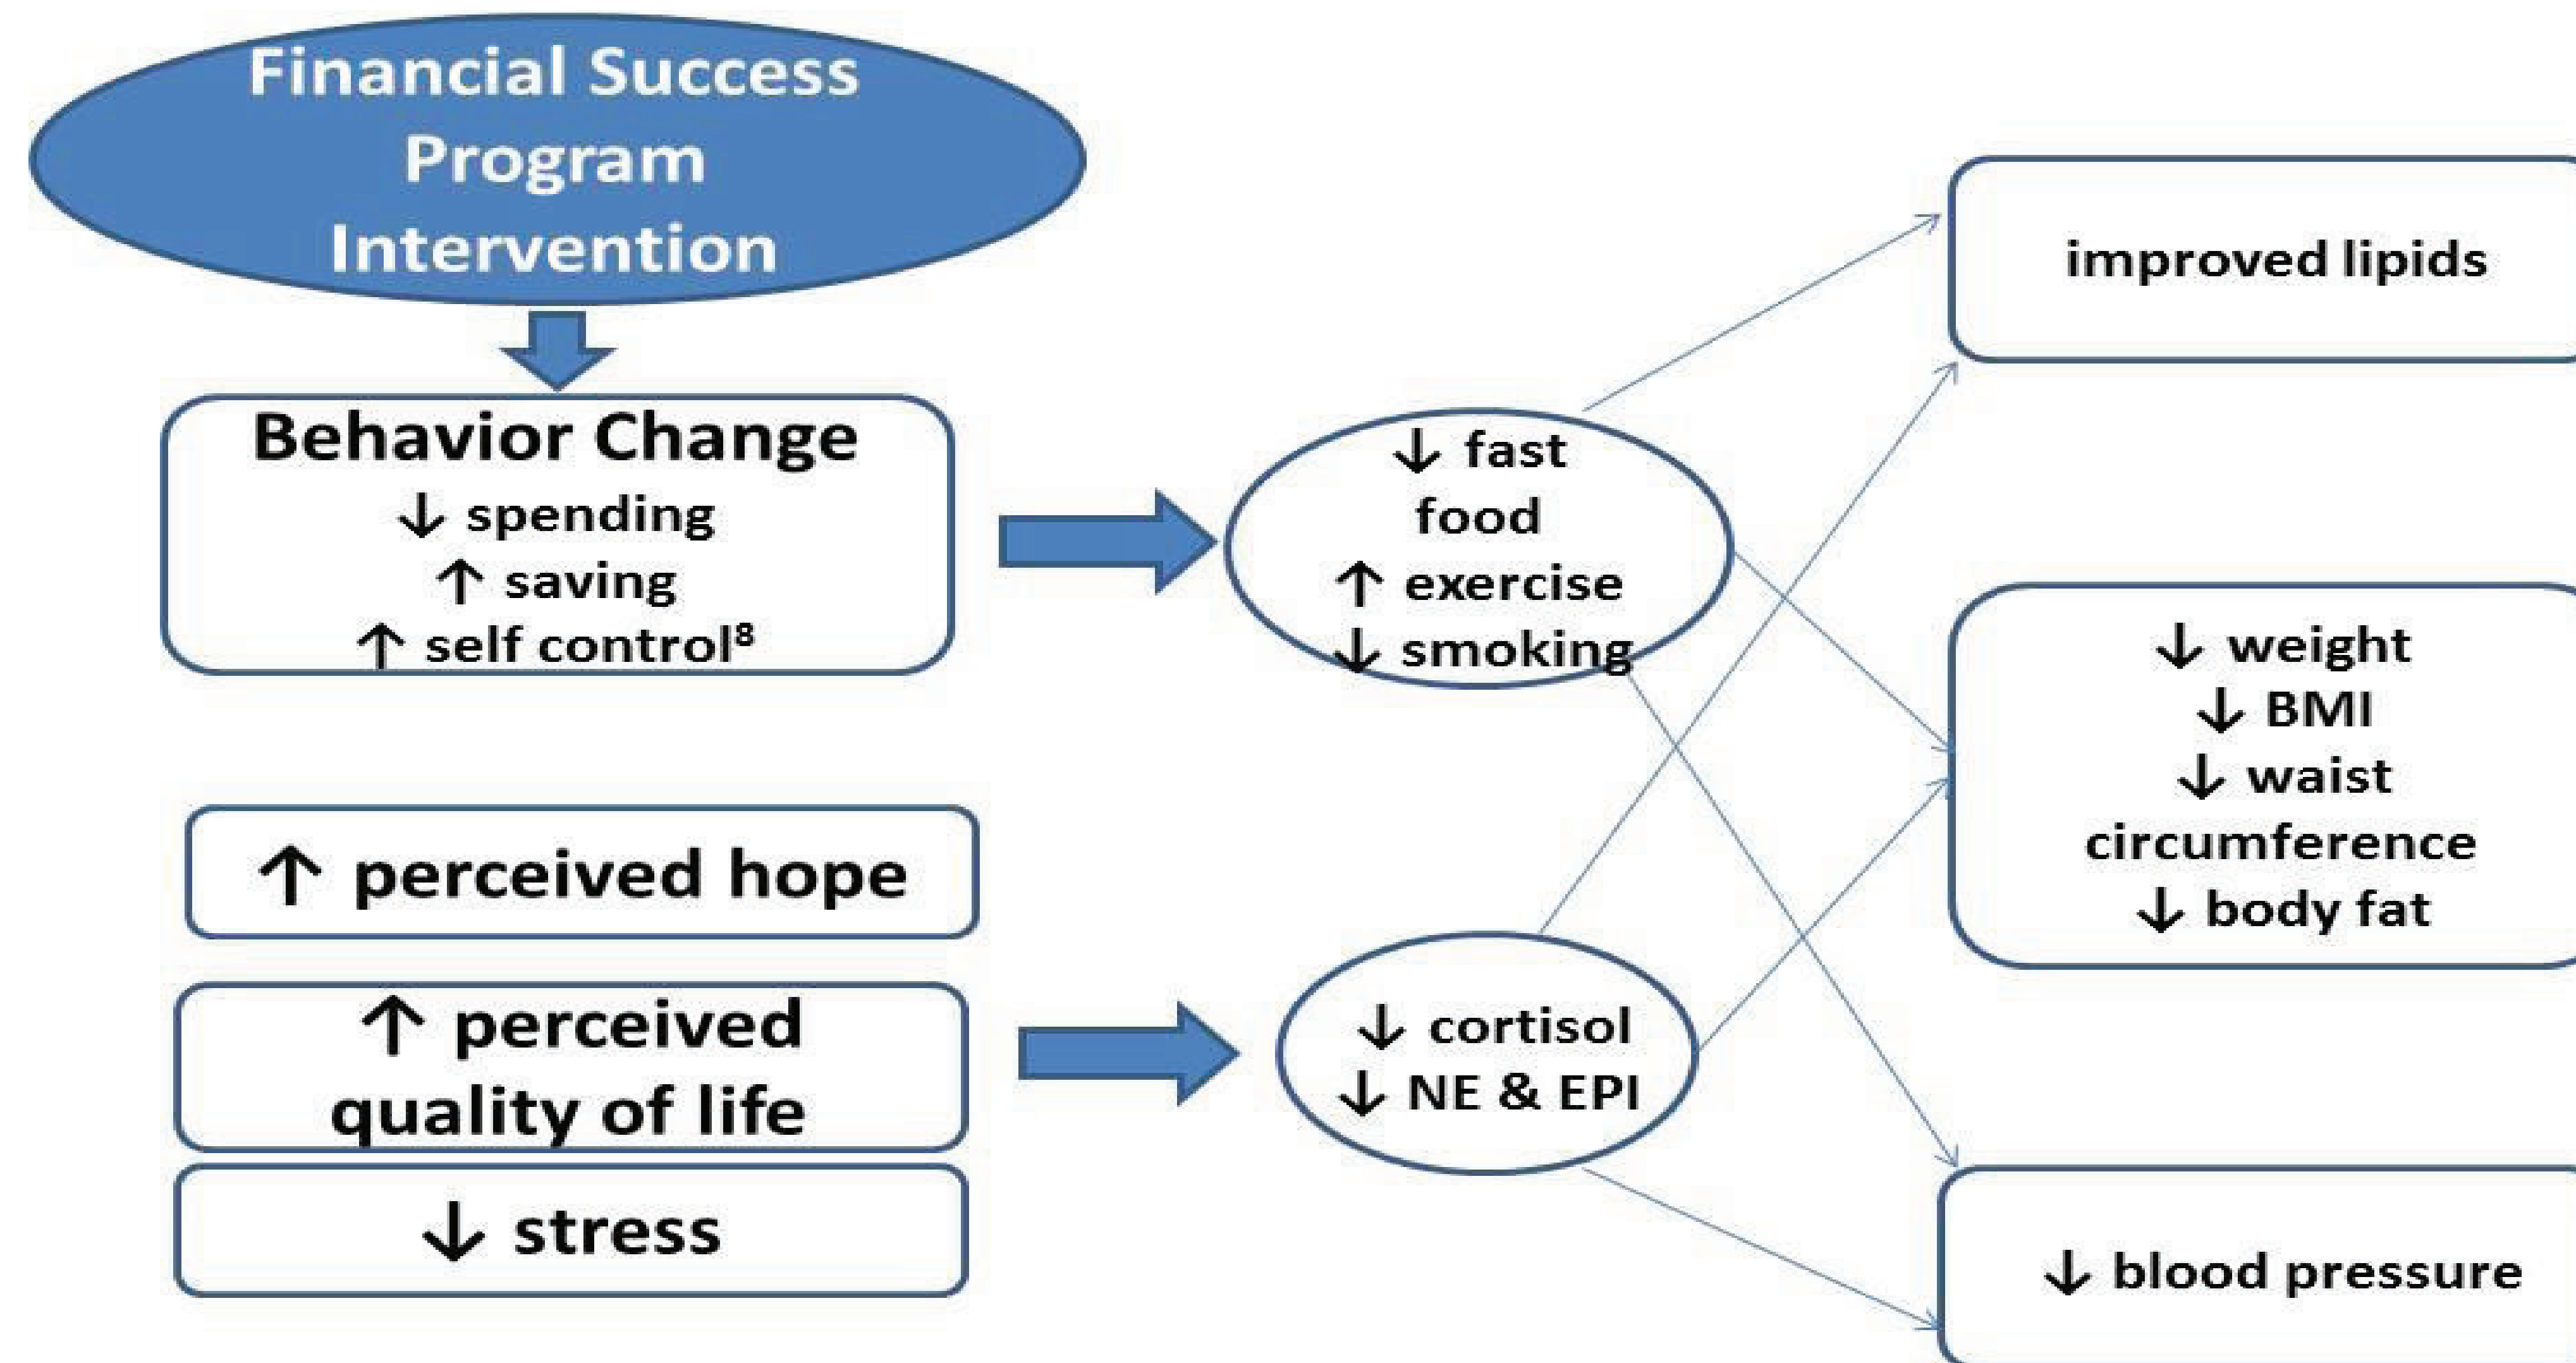 Financial Success
Program
Intervention
Behavior Change
↓ spending
↑ saving
↑ self control⁸
↑ perceived hope
↑ perceived
quality of life
↓ stress
↓ fast
food
↑ exercise
↓ smoking
↓ cortisol
↓ NE & EPI
improved lipids
↓ weight
↓ BMI
↓ waist
circumference
↓ body fat
↓ blood pressure